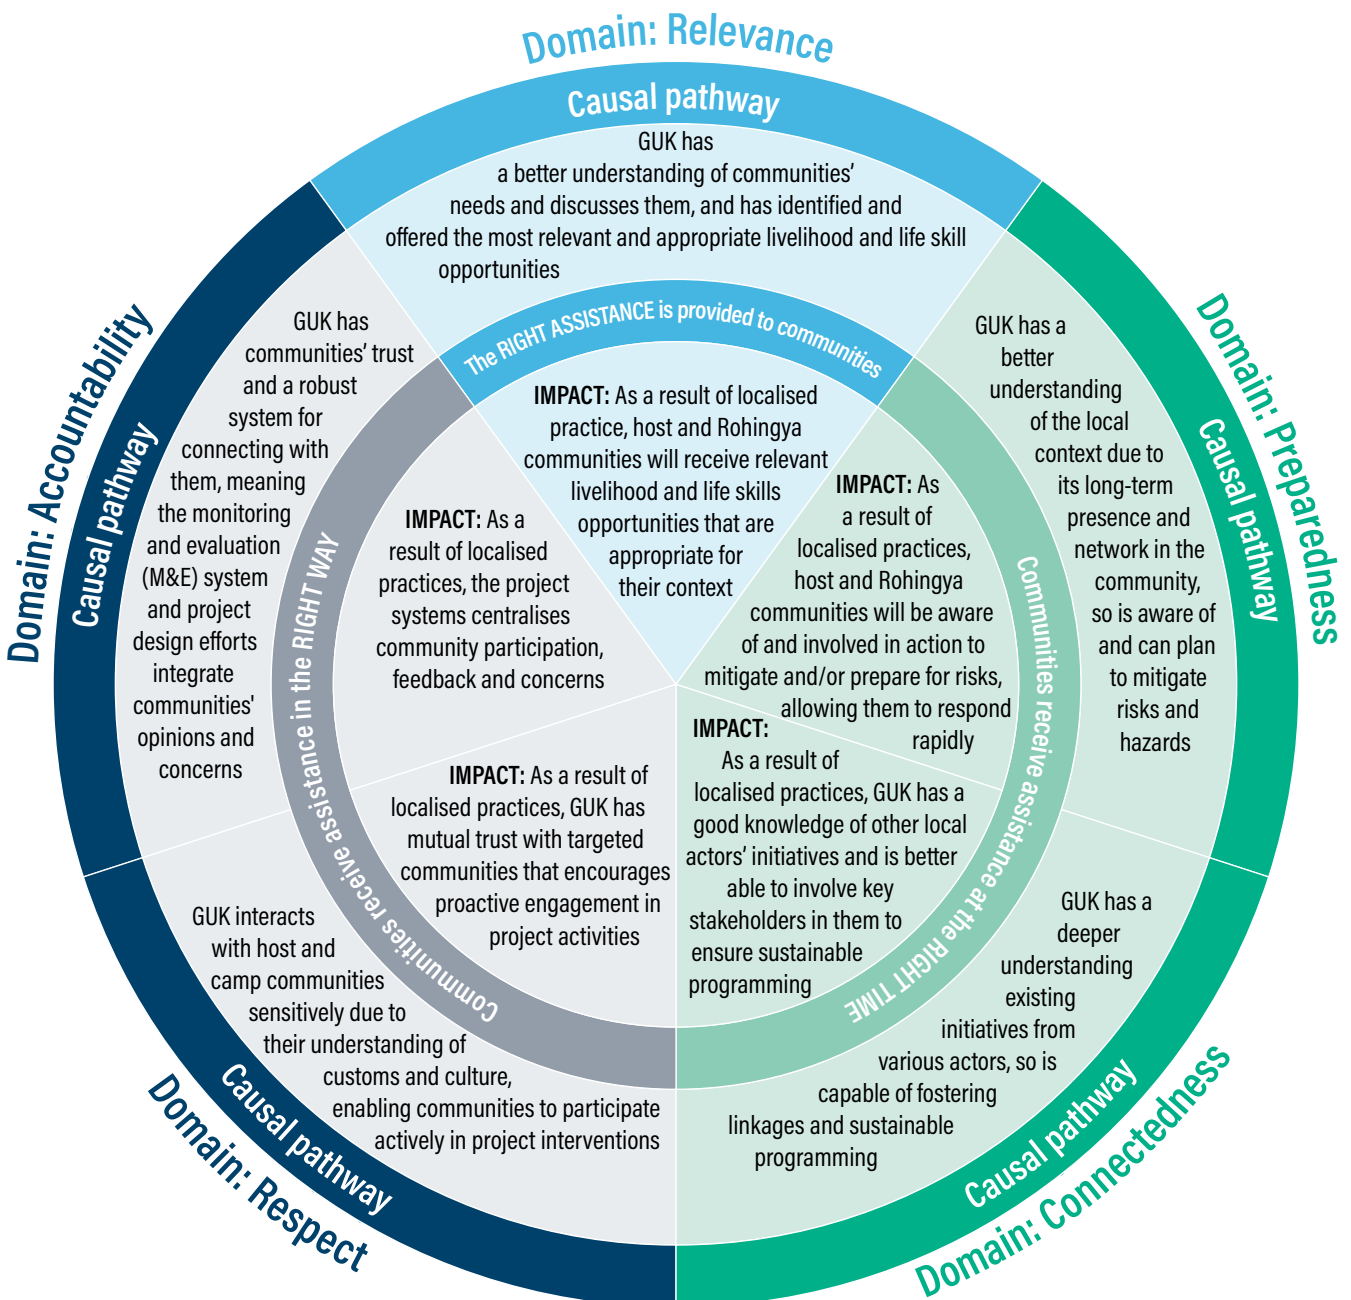 Domain: Relevance
Causal pathway
GUK has
a better understanding of communities'
needs and discusses them, and has identified and
offered the most relevant and appropriate livelihood and life skill
opportunities
The RIGHT ASSISTANCE is provided to communities
IMPACT: As a result of localised
practice, host and Rohingya
communities will receive relevant
livelihood and life skills
opportunities that are
appropriate for
their context
Domain: Preparedness
Causal pathway
GUK has a
better
understanding
of the local
context due to
its long-term
presence and
network in the
community,
so is aware of
and can plan
to mitigate
risks and
hazards
Communities receive assistance at the RIGHT TIME
IMPACT: As
a result of
localised practices,
host and Rohingya
communities will be aware
of and involved in action to
mitigate and/or prepare for risks,
allowing them to respond
rapidly
Domain: Connectedness
Causal pathway
GUK has a
deeper
understanding
existing
initiatives from
various actors, so is
capable of fostering
linkages and sustainable
programming
IMPACT:
As a result of
localised practices, GUK has a
good knowledge of other local
actors' initiatives and is better
able to involve key
stakeholders in them to
ensure sustainable
programming
Domain: Respect
Causal pathway
GUK interacts
with host and
camp communities
sensitively due to
their understanding of
customs and culture,
enabling communities to participate
actively in project interventions
Communities receive assistance in the RIGHT WAY
IMPACT: As a result of
localised practices, GUK has
mutual trust with targeted
communities that encourages
proactive engagement in
project activities
Domain: Accountability
Causal pathway
GUK has
communities' trust
and a robust
system for
connecting with
them, meaning
the monitoring
and evaluation
(M&E) system
and project
design efforts
integrate
communities'
opinions and
concerns
IMPACT: As a
result of localised
practices, the project
systems centralises
community participation,
feedback and concerns